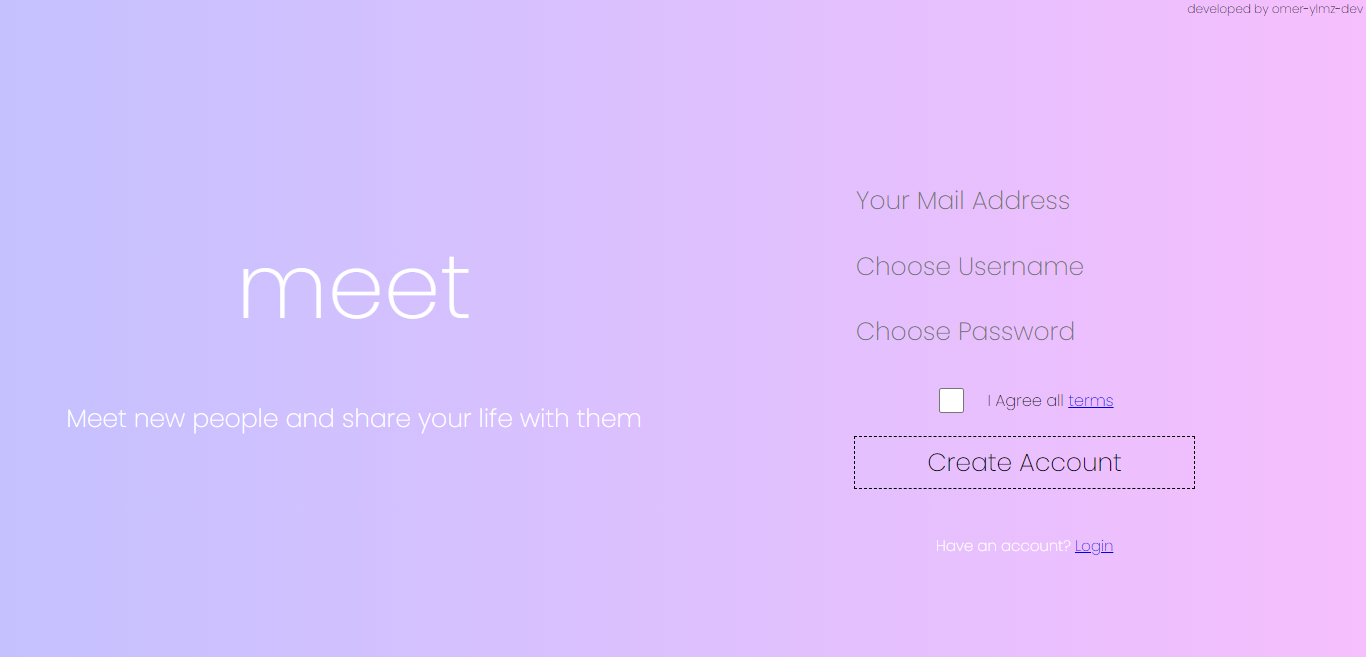 developed by omer-ylmz-dev
meet
Meet new people and share your life with them
Your Mail Address
Choose Username
Choose Password
I Agree all terms
Create Account
Have an account? Login